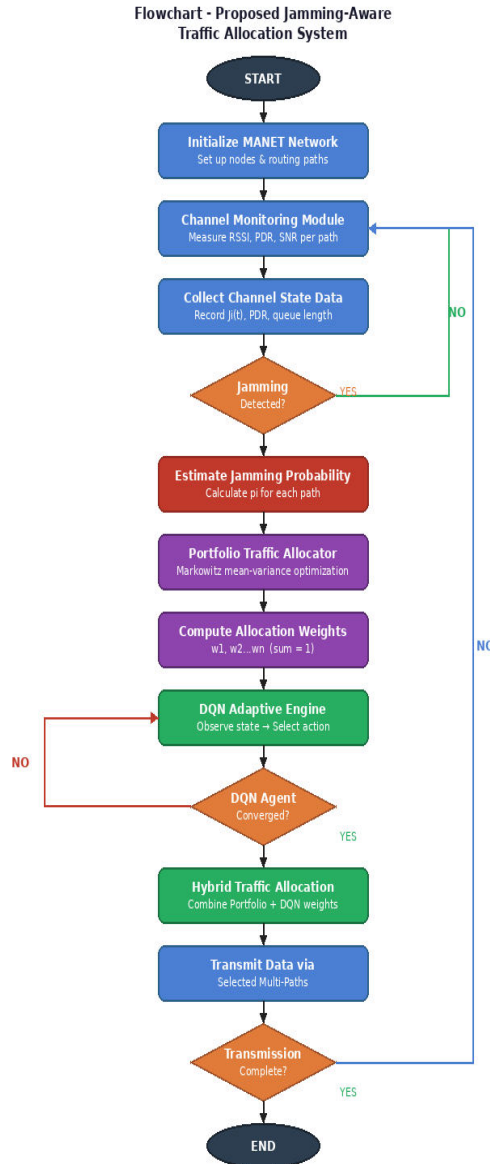 Flowchart - Proposed Jamming-Aware
Traffic Allocation System
START
Initialize MANET Network
Set up nodes & routing paths
Channel Monitoring Module
Measure RSSI, PDR, SNR per path
Collect Channel State Data
Record Ji(t), PDR, queue length
NO
Jamming
Detected?
YES
Estimate Jamming Probability
Calculate pi for each path
Portfolio Traffic Allocator
Markowitz mean-variance optimization
Compute Allocation Weights
w1, w2...wn (sum = 1)
NO
DQN Adaptive Engine
Observe state → Select action
NO
DQN Agent
Converged?
YES
Hybrid Traffic Allocation
Combine Portfolio + DQN weights
Transmit Data via
Selected Multi-Paths
Transmission
Complete?
YES
END